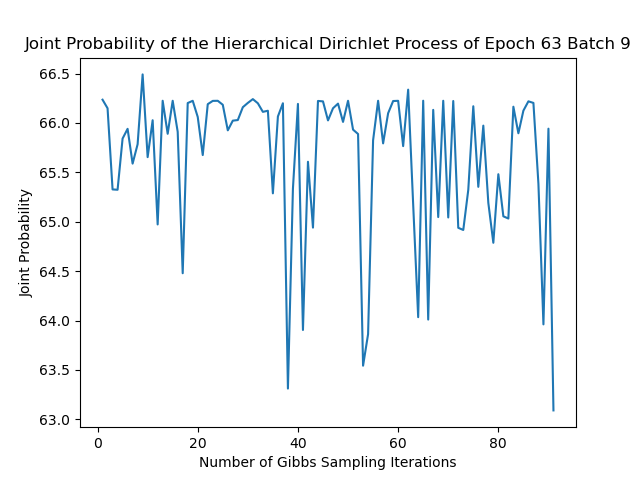 Joint Probability of the Hierarchical Dirichlet Process of Epoch 63 Batch 9
66.5
66.0
65.5
65.0
64.5
64.0
63.5
63.0
Joint Probability
0 20 40 60 80
Number of Gibbs Sampling Iterations